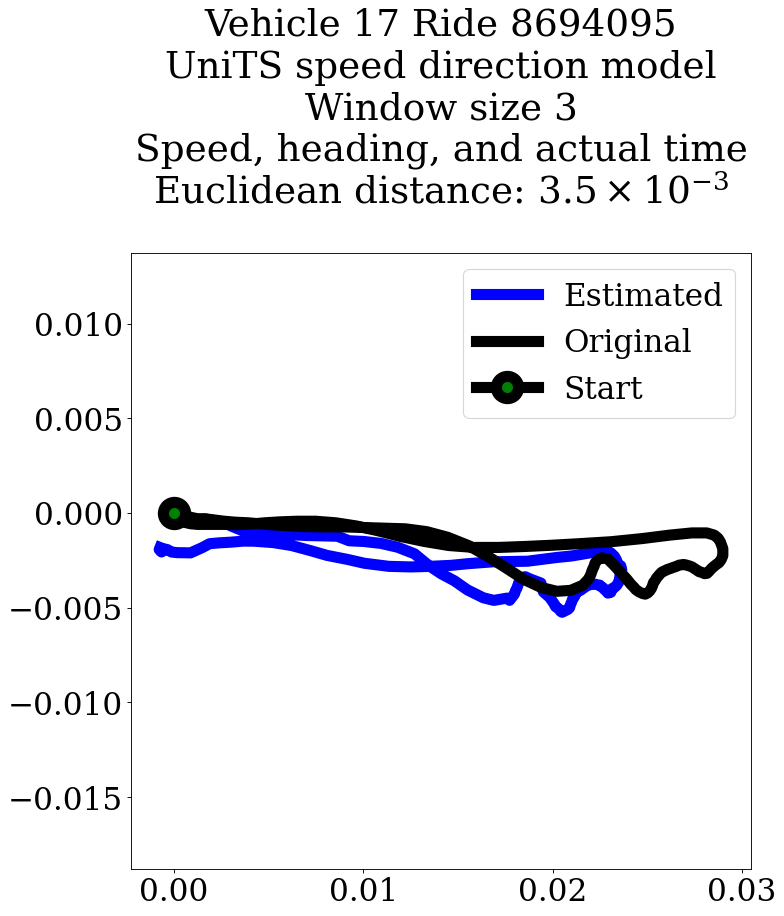 Vehicle 17 Ride 8694095
UniTS speed direction model
Window size 3
Speed, heading, and actual time
Euclidean distance: 3.5 × 10⁻³
Estimated
Original
Start
0.010
0.005
0.000
−0.005
−0.010
−0.015
0.00 0.01 0.02 0.03